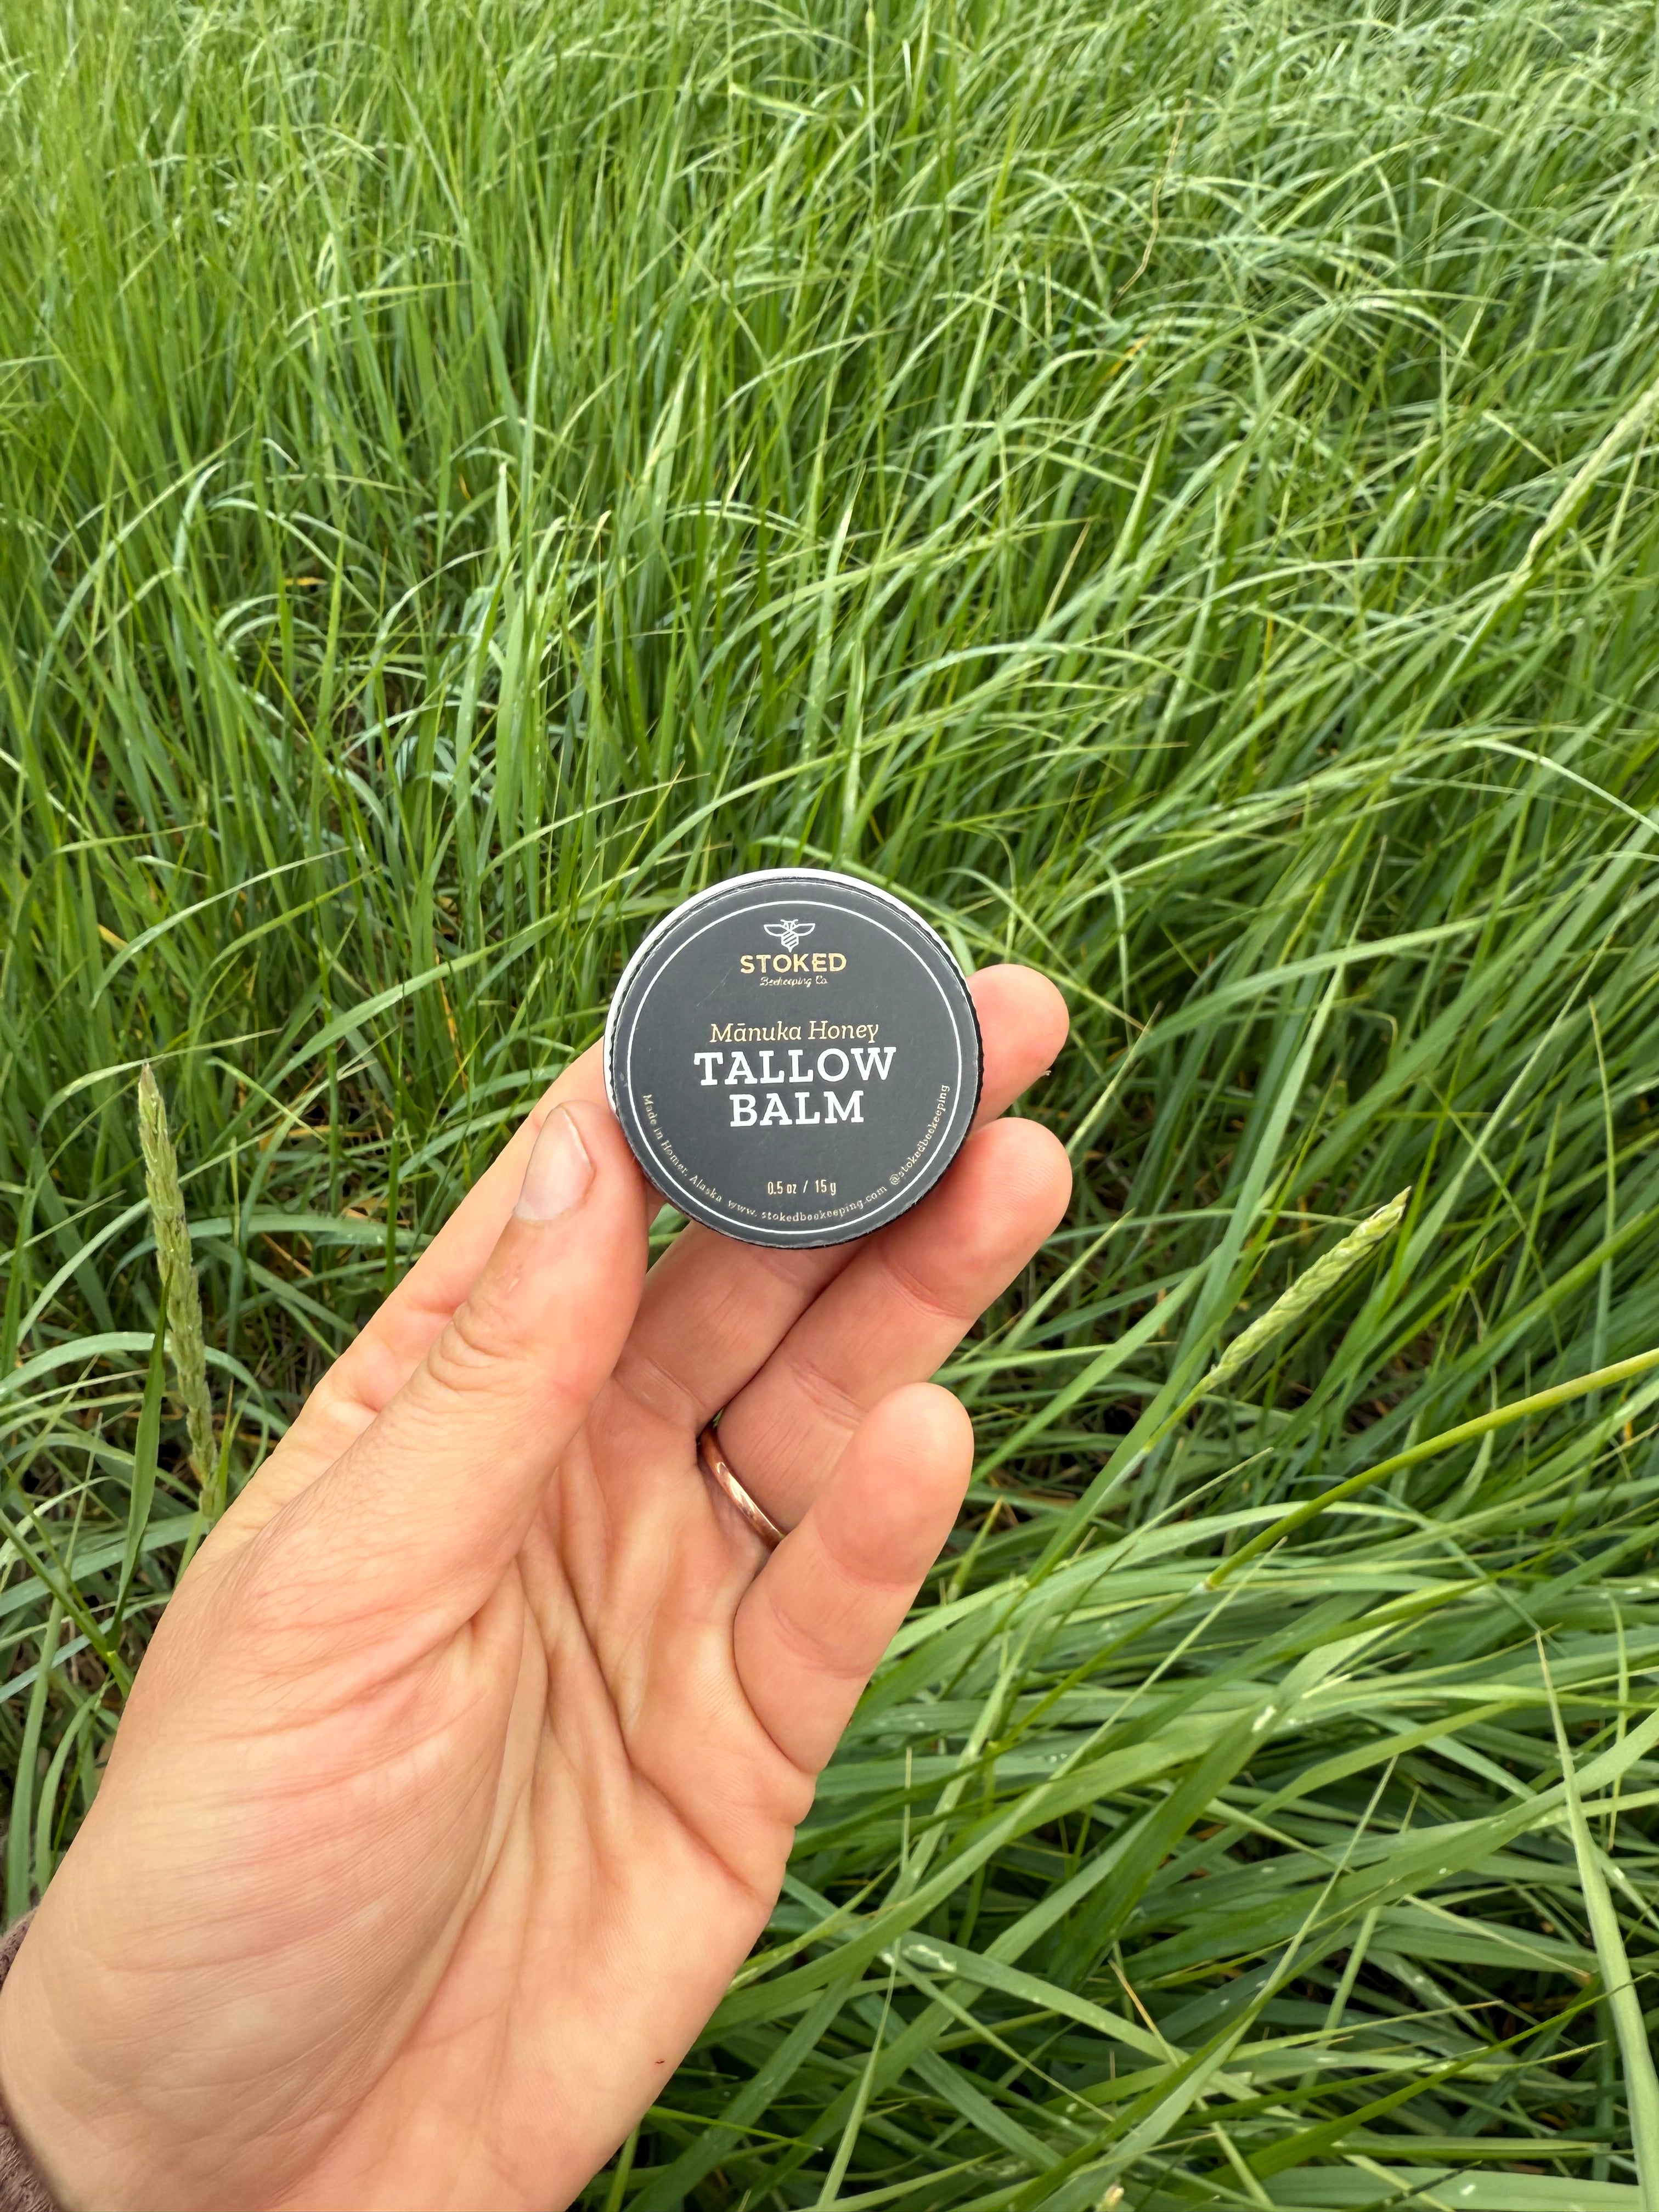 STOKED
Beekeeping Co.
Mānuka Honey
TALLOW
BALM
0.5 oz / 15 g
Made in Homer, Alaska www.stokedbeekeeping.com @stokedbeekeeping